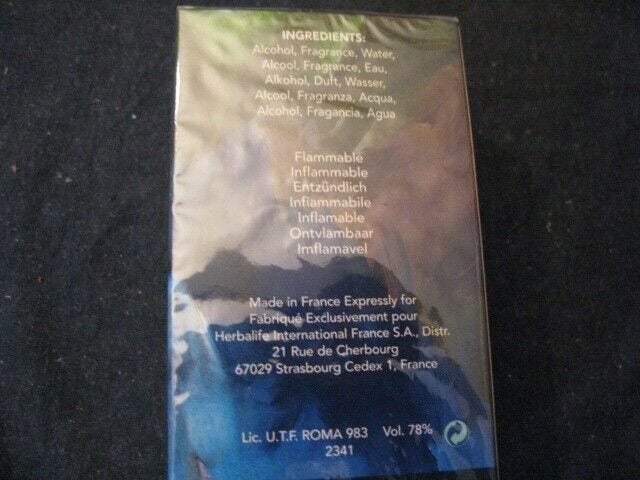 INGREDIENTS:
Alcohol, Fragrance, Water,
Alcool, Fragrance, Eau,
Alkohol, Duft, Wasser,
Alcool, Fragranza, Acqua,
Alcohol, Fragancia, Agua
Flammable
Inflammable
Entzündlich
Infiammabile
Inflamable
Ontvlambaar
Imflamavel
Made in France Expressly for
Fabriqué Exclusivement pour
Herbalife International France S.A., Distr.
21 Rue de Cherbourg
67029 Strasbourg Cedex 1, France
Lic. U.T.F. ROMA 983 Vol. 78%
2341